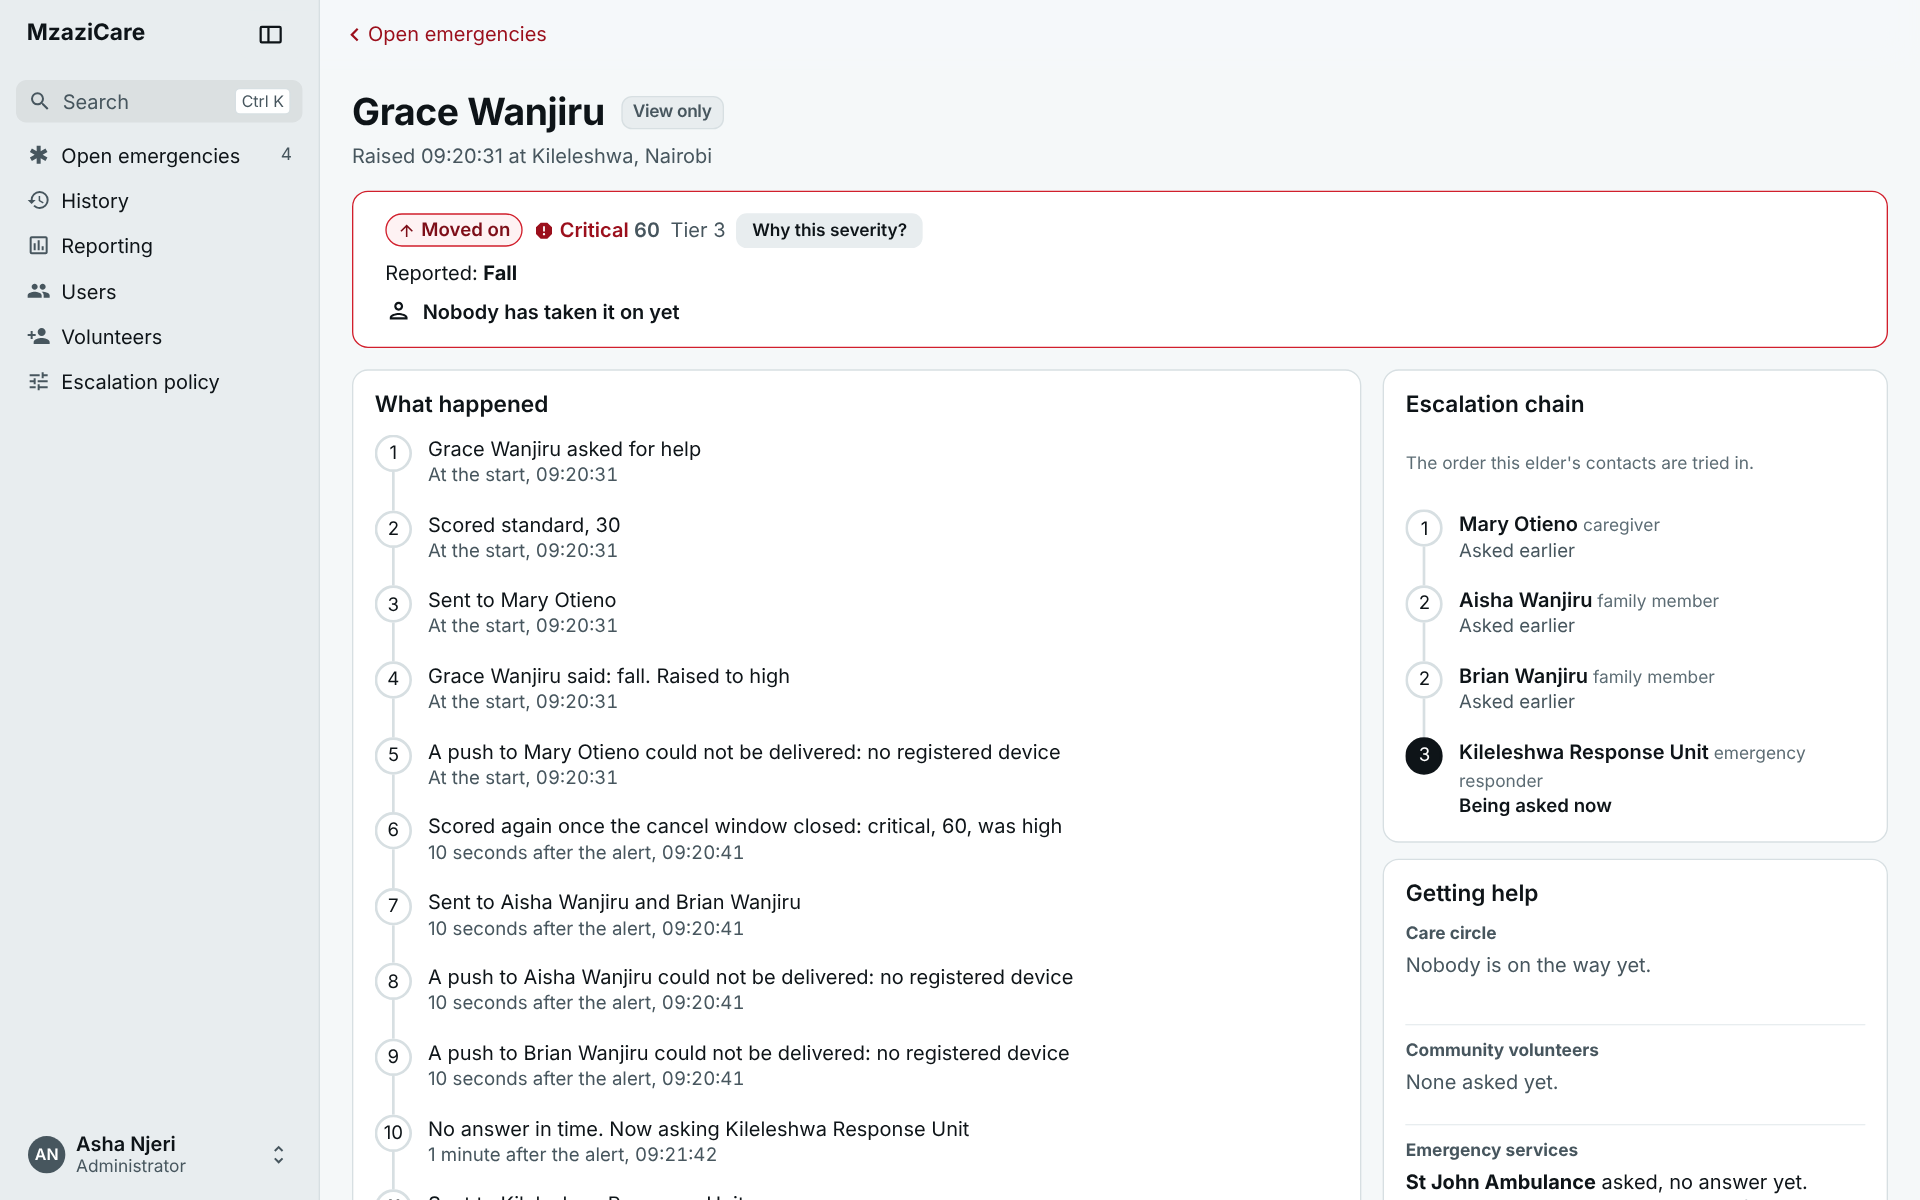 MzaziCare
Search
Ctrl K
Open emergencies
4
History
Reporting
Users
Volunteers
Escalation policy
AN
Asha Njeri
Administrator
Open emergencies
Grace Wanjiru
View only
Raised 09:20:31 at Kileleshwa, Nairobi
Moved on
Critical 60
Tier 3
Why this severity?
Reported: Fall
Nobody has taken it on yet
What happened
1
Grace Wanjiru asked for help
At the start, 09:20:31
2
Scored standard, 30
At the start, 09:20:31
3
Sent to Mary Otieno
At the start, 09:20:31
4
Grace Wanjiru said: fall. Raised to high
At the start, 09:20:31
5
A push to Mary Otieno could not be delivered: no registered device
At the start, 09:20:31
6
Scored again once the cancel window closed: critical, 60, was high
10 seconds after the alert, 09:20:41
7
Sent to Aisha Wanjiru and Brian Wanjiru
10 seconds after the alert, 09:20:41
8
A push to Aisha Wanjiru could not be delivered: no registered device
10 seconds after the alert, 09:20:41
9
A push to Brian Wanjiru could not be delivered: no registered device
10 seconds after the alert, 09:20:41
10
No answer in time. Now asking Kileleshwa Response Unit
1 minute after the alert, 09:21:42
Escalation chain
The order this elder's contacts are tried in.
1
Mary Otieno caregiver
Asked earlier
2
Aisha Wanjiru family member
Asked earlier
2
Brian Wanjiru family member
Asked earlier
3
Kileleshwa Response Unit emergency
responder
Being asked now
Getting help
Care circle
Nobody is on the way yet.
Community volunteers
None asked yet.
Emergency services
St John Ambulance asked, no answer yet.